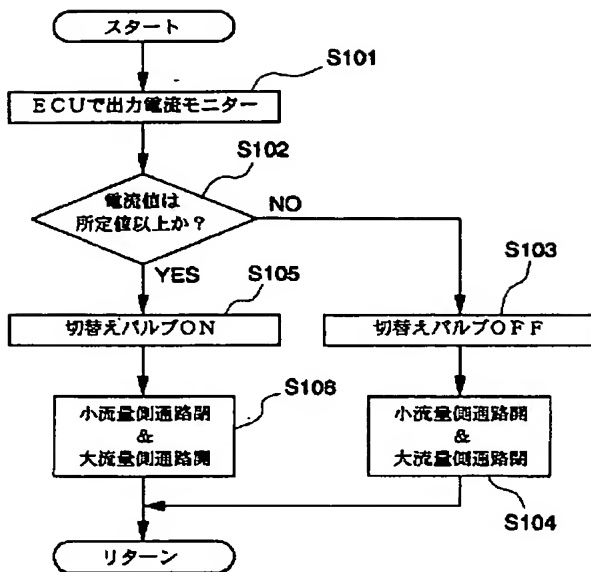 スタート
S101
ECUで出力電流モニター
S102
電流値は
所定値以上か?
NO
YES
S105
S103
切替えバルブON
切替えバルブOFF
小流量側通路閉
&
大流量側通路開
S108
小流量側通路開
&
大流量側通路閉
S104
リターン